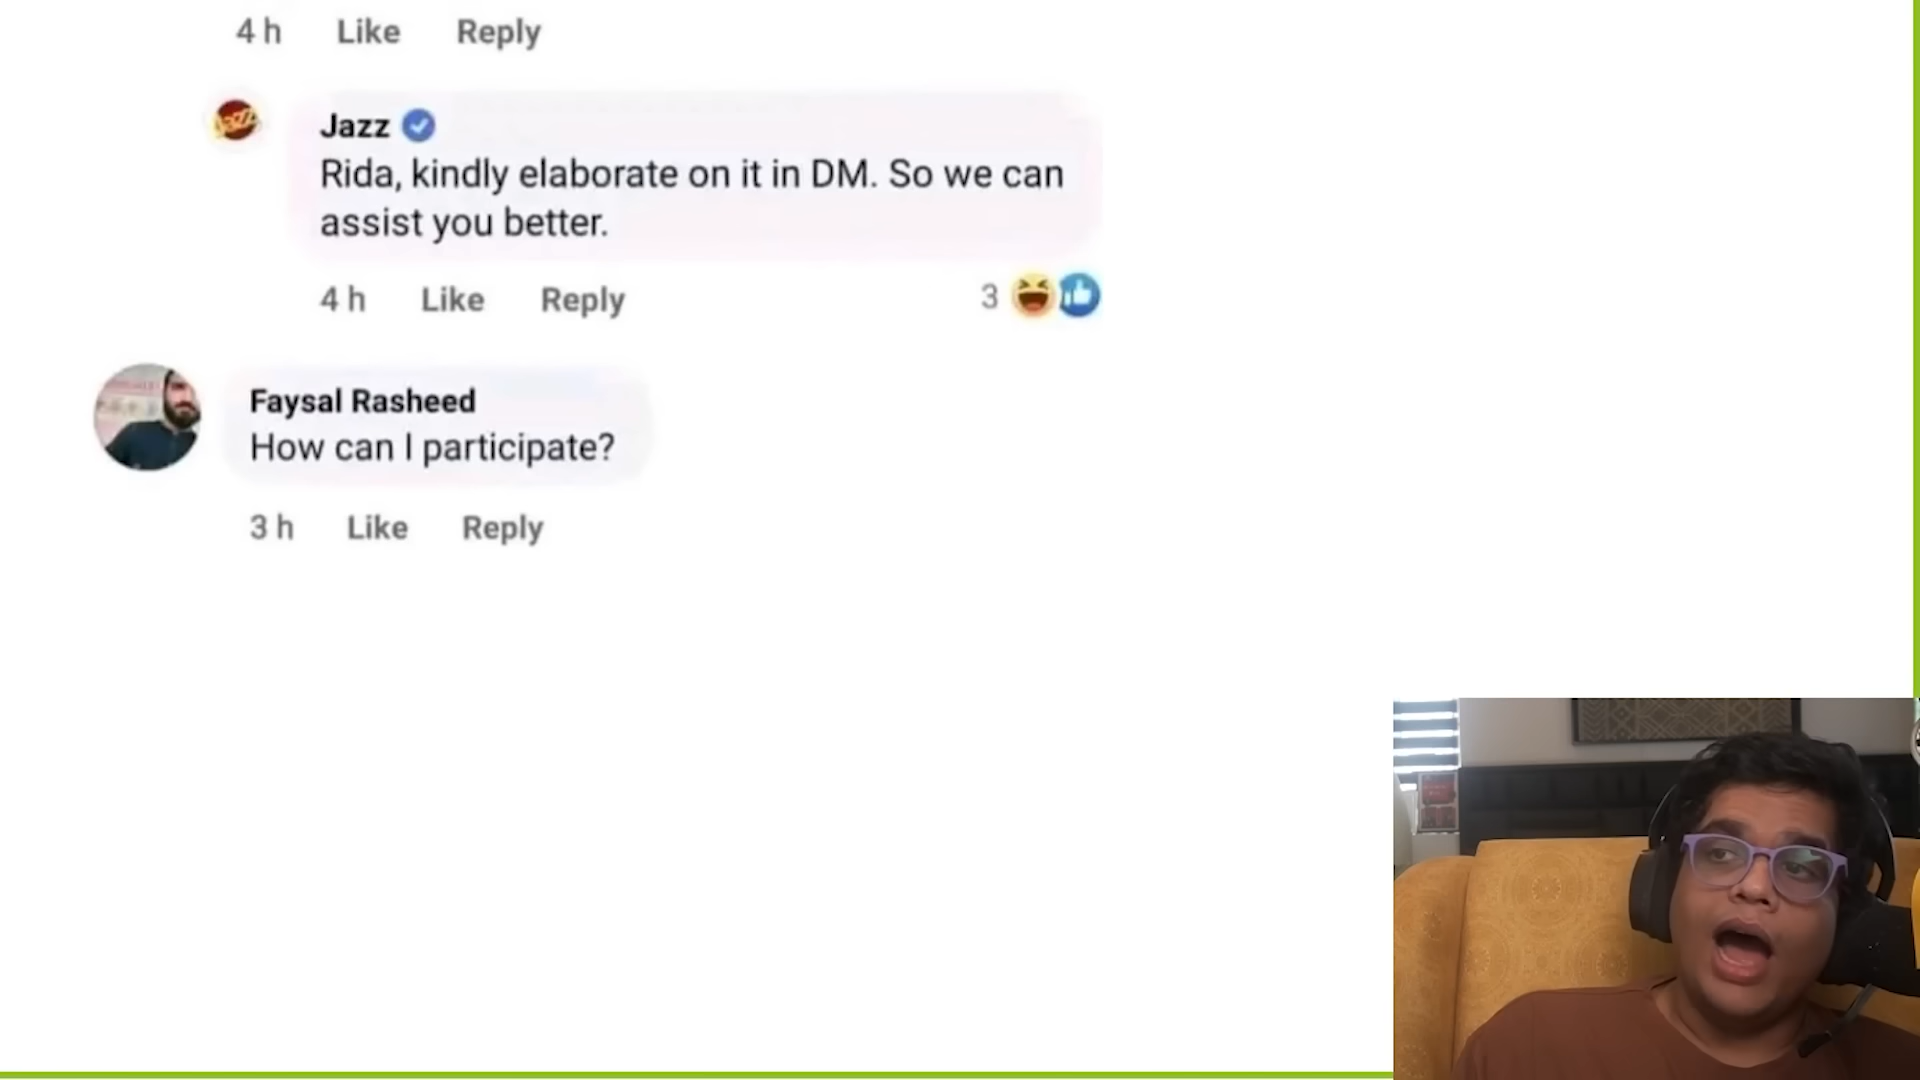 4 h Like Reply
Jazz
Rida, kindly elaborate on it in DM. So we can
assist you better.
4 h Like Reply 3
Faysal Rasheed
How can I participate?
3 h Like Reply